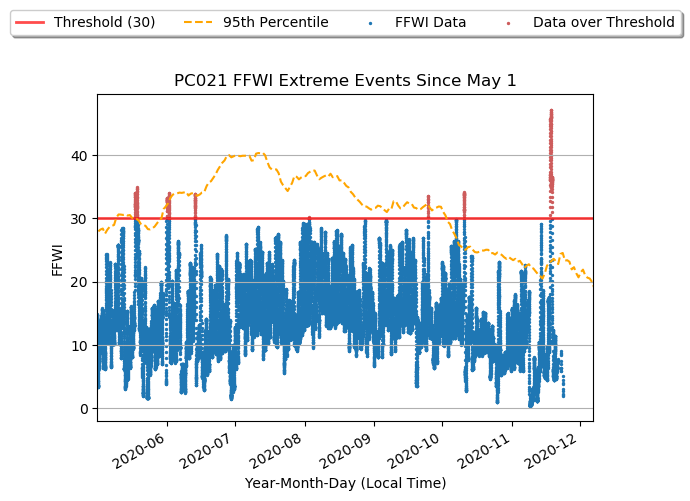 Threshold (30) 95th Percentile FFWI Data Data over Threshold
PC021 FFWI Extreme Events Since May 1
40
30
20
10
0
FFWI
2020-06 2020-07 2020-08 2020-09 2020-10 2020-11 2020-12
Year-Month-Day (Local Time)